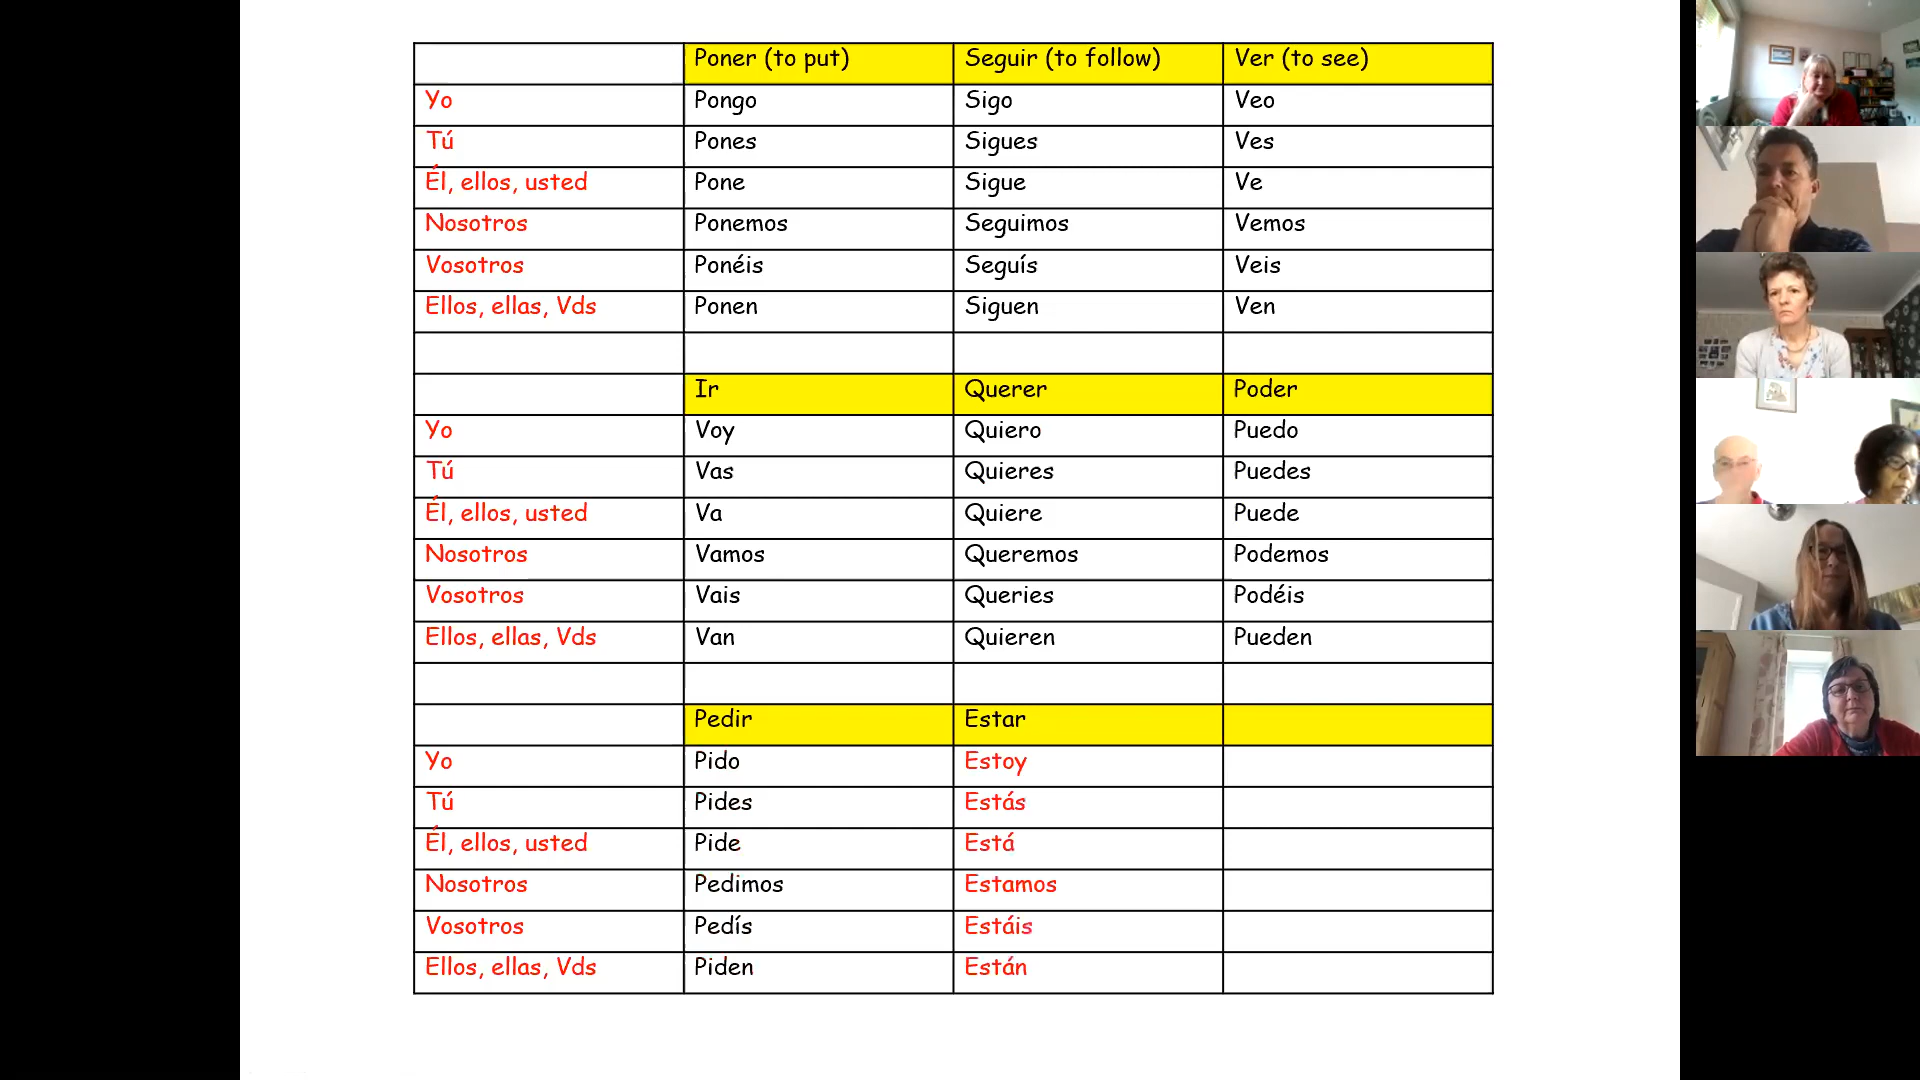 Poner (to put) Seguir (to follow) Ver (to see)
Yo Pongo Sigo Veo
Tú Pones Sigues Ves
Él, ellos, usted Pone Sigue Ve
Nosotros Ponemos Seguimos Vemos
Vosotros Ponéis Seguís Veis
Ellos, ellas, Vds Ponen Siguen Ven
Ir Querer Poder
Yo Voy Quiero Puedo
Tú Vas Quieres Puedes
Él, ellos, usted Va Quiere Puede
Nosotros Vamos Queremos Podemos
Vosotros Vais Queries Podéis
Ellos, ellas, Vds Van Quieren Pueden
Pedir Estar
Yo Pido Estoy
Tú Pides Estás
Él, ellos, usted Pide Está
Nosotros Pedimos Estamos
Vosotros Pedís Estáis
Ellos, ellas, Vds Piden Están